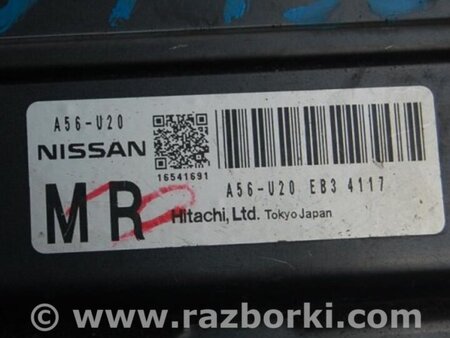 A56-U20
NISSAN
16541691
MR
A56-U20 EB3 4117
Hitachi, Ltd. Tokyo Japan
© www.razborki.com